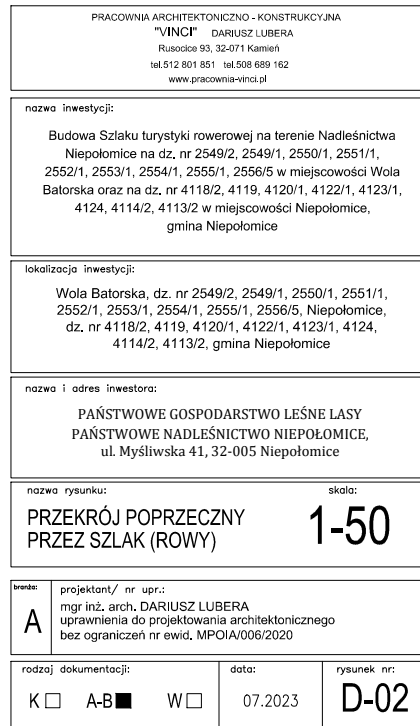 PRACOWNIA ARCHITEKTONICZNO - KONSTRUKCYJNA
"VINCI" DARIUSZ LUBERA
Rusocice 93, 32-071 Kamień
tel.512 801 851 tel.508 689 162
www.pracownia-vinci.pl
nazwa inwestycji:
Budowa Szlaku turystyki rowerowej na terenie Nadleśnictwa
Niepołomice na dz. nr 2549/2, 2549/1, 2550/1, 2551/1,
2552/1, 2553/1, 2554/1, 2555/1, 2556/5 w miejscowości Wola
Batorska oraz na dz. nr 4118/2, 4119, 4120/1, 4122/1, 4123/1,
4124, 4114/2, 4113/2 w miejscowości Niepołomice,
gmina Niepołomice
lokalizacja inwestycji:
Wola Batorska, dz. nr 2549/2, 2549/1, 2550/1, 2551/1,
2552/1, 2553/1, 2554/1, 2555/1, 2556/5, Niepołomice,
dz. nr 4118/2, 4119, 4120/1, 4122/1, 4123/1, 4124,
4114/2, 4113/2, gmina Niepołomice
nazwa i adres inwestora:
PAŃSTWOWE GOSPODARSTWO LEŚNE LASY
PAŃSTWOWE NADLEŚNICTWO NIEPOŁOMICE,
ul. Myśliwska 41, 32-005 Niepołomice
nazwa rysunku:
skala:
PRZEKRÓJ POPRZECZNY
PRZEZ SZLAK (ROWY)
1-50
branża:
A
projektant/ nr upr.:
mgr inż. arch. DARIUSZ LUBERA
uprawnienia do projektowania architektonicznego
bez ograniczeń nr ewid. MPOIA/006/2020
rodzaj dokumentacji:
K □ A-B ■ W □
data:
07.2023
rysunek nr:
D-02